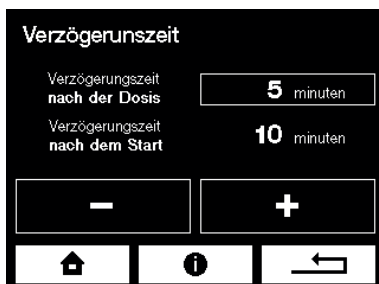 Verzögerunszeit
Verzögerungszeit
nach der Dosis
5 minuten
Verzögerungszeit
nach dem Start
10 minuten
− +